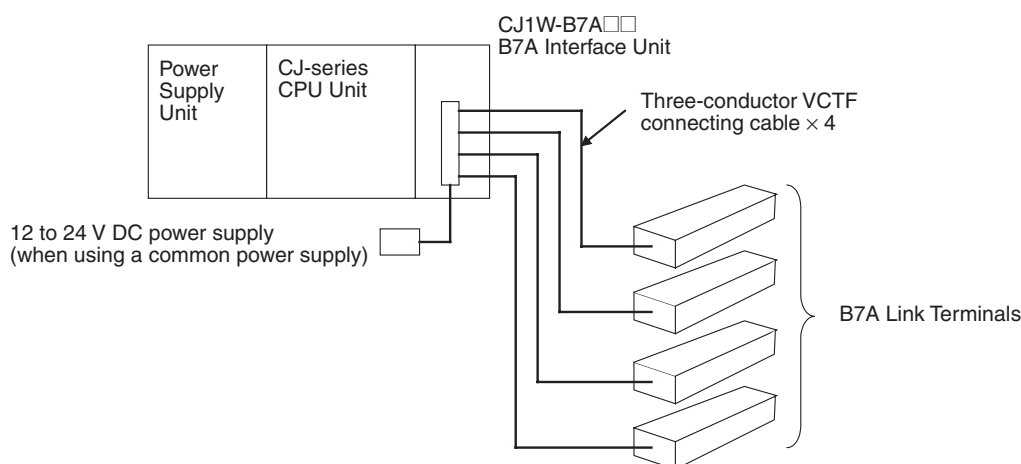 CJ1W-B7A□□
B7A Interface Unit
Power
Supply
Unit
CJ-series
CPU Unit
Three-conductor VCTF
connecting cable × 4
12 to 24 V DC power supply
(when using a common power supply)
B7A Link Terminals